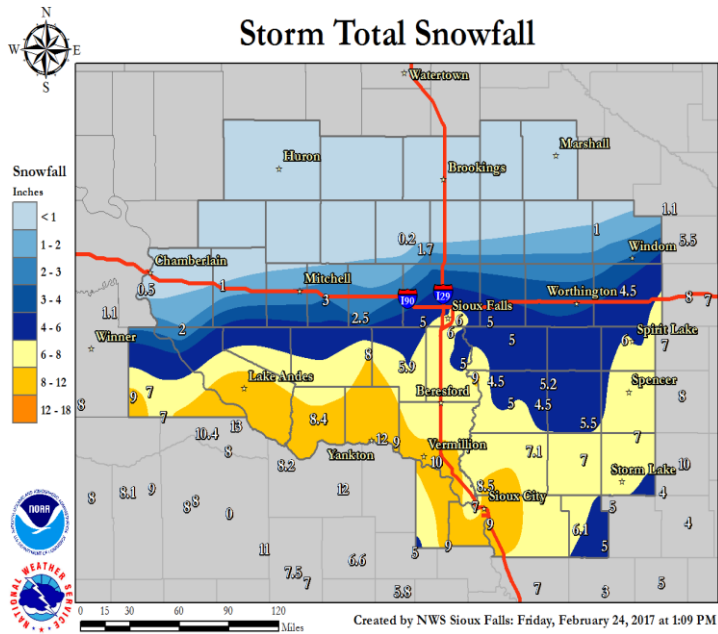 Storm Total Snowfall
N
W E
S
Watertown
Snowfall
Inches
< 1
1 - 2
2 - 3
3 - 4
4 - 6
6 - 8
8 - 12
12 - 18
Huron
Brookings
Marshall
1.1
0.2
1.7
1
5.5
Windom
Chamberlain
0.5
1
Mitchell
3
I90
I29
Sioux Falls
Worthington
4.5
8
7
1.1
2
2.5
5
6
5
6
5
6
Spirit Lake
7
Winner
8
5.9
5
9
4.5
5.2
Spencer
8
Lake Andes
7
9
8
Beresford
5
4.5
5.5
7
8.4
7
13
10.4
8
8.2
12
9
Yankton
Vermillion
10
7.1
7
10
Storm Lake
4
8.5
Sioux City
7
9
5
4
6.1
8
8.1
9
8
8
0
12
11
6.6
7.5
7
5.8
5
9
5
7
3
5
NOAA
NATIONAL WEATHER SERVICE
0 15 30 60 90 120
Miles
Created by NWS Sioux Falls: Friday, February 24, 2017 at 1:09 PM